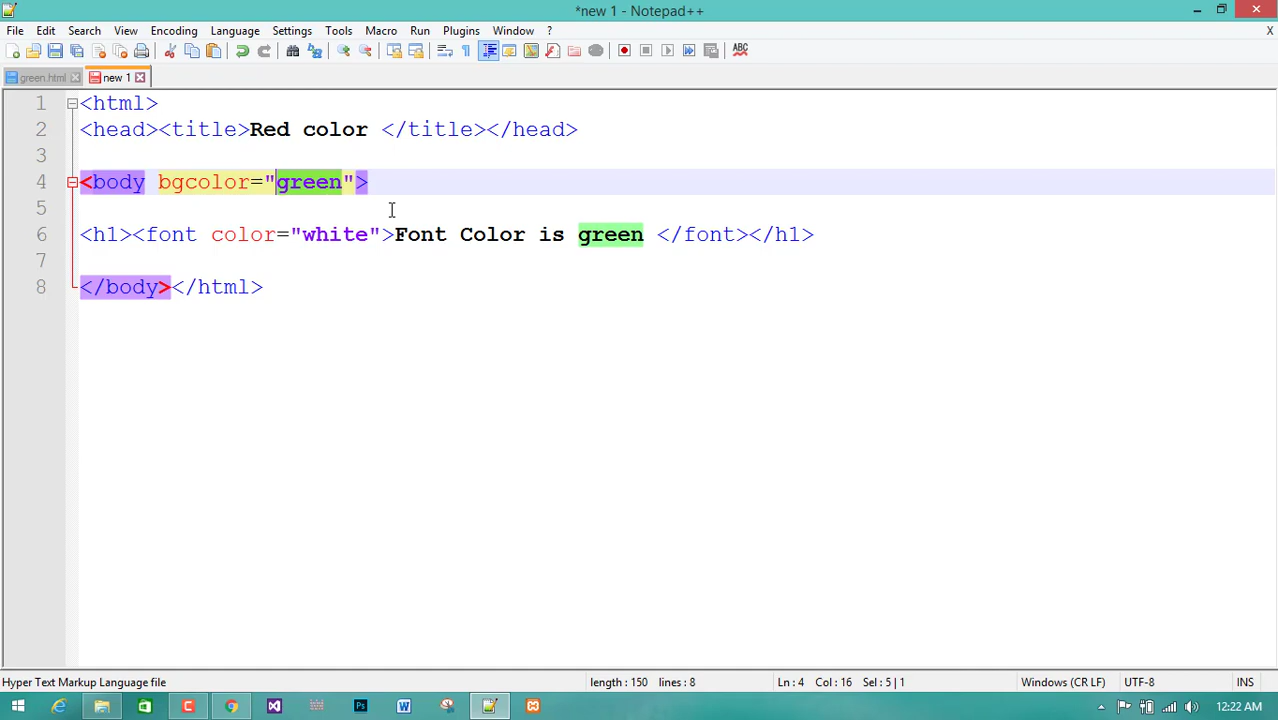 *new 1 - Notepad++
File Edit Search View Encoding Language Settings Tools Macro Run Plugins Window ? X
ABC
green.html new 1
1 <html>
2 <head><title>Red color </title></head>
3
4 <body bgcolor="green">
5
6 <h1><font color="white">Font Color is green </font></h1>
7
8 </body></html>
Hyper Text Markup Language file length : 150 lines : 8 Ln : 4 Col : 16 Sel : 5 | 1 Windows (CR LF) UTF-8 INS
12:22 AM